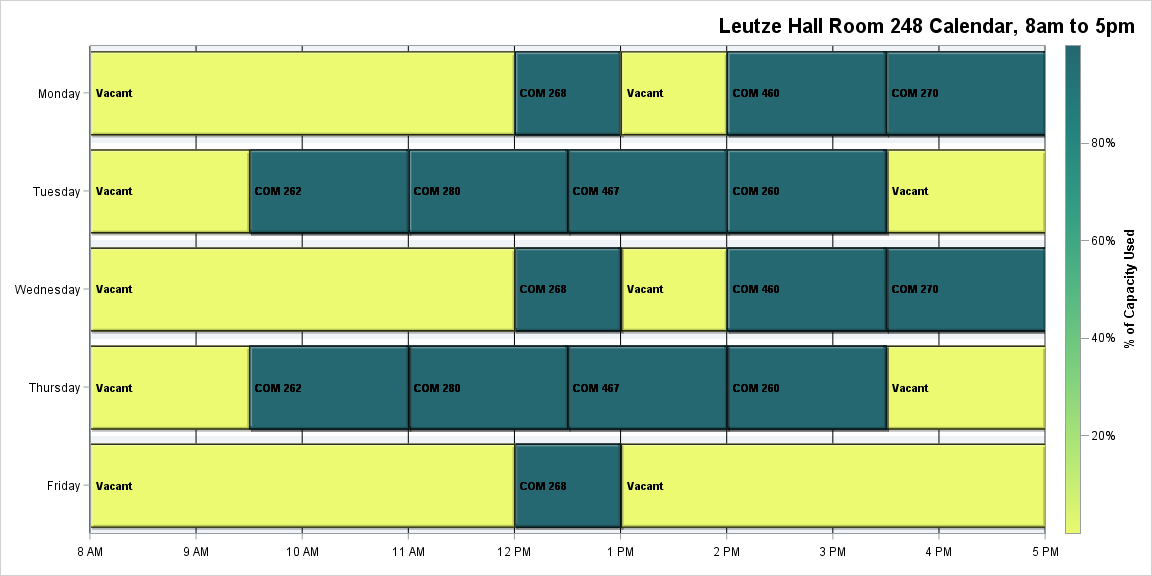 Leutze Hall Room 248 Calendar, 8am to 5pm
Monday Vacant COM 268 Vacant COM 460 COM 270
Tuesday Vacant COM 262 COM 280 COM 467 COM 260 Vacant
Wednesday Vacant COM 268 Vacant COM 460 COM 270
Thursday Vacant COM 262 COM 280 COM 467 COM 260 Vacant
Friday Vacant COM 268 Vacant
8 AM 9 AM 10 AM 11 AM 12 PM 1 PM 2 PM 3 PM 4 PM 5 PM
80%
60%
40%
20%
% of Capacity Used